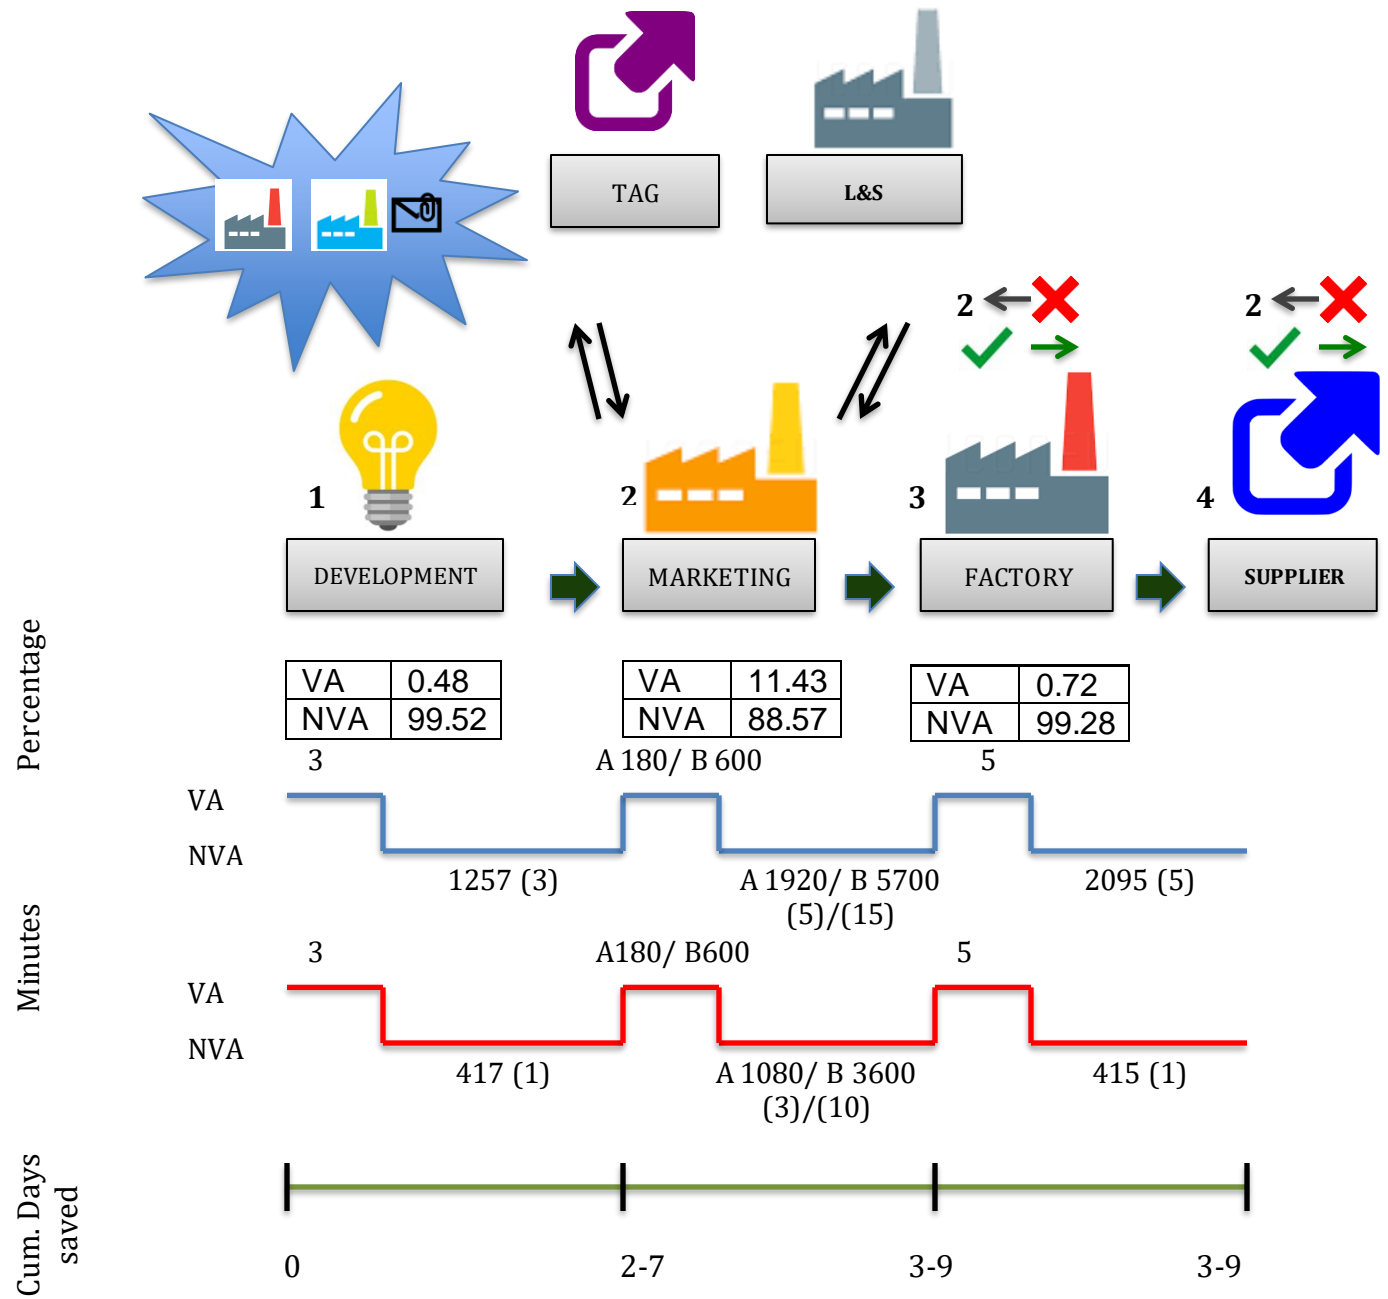 TAG
L&S
2
2
1
2
3
4
DEVELOPMENT
MARKETING
FACTORY
SUPPLIER
Percentage
VA 0.48
NVA 99.52
VA 11.43
NVA 88.57
VA 0.72
NVA 99.28
3
A 180/ B 600
5
VA
NVA
1257 (3)
A 1920/ B 5700
(5)/(15)
2095 (5)
Minutes
3
A180/ B600
5
VA
NVA
417 (1)
A 1080/ B 3600
(3)/(10)
415 (1)
Cum. Days
saved
0
2-7
3-9
3-9